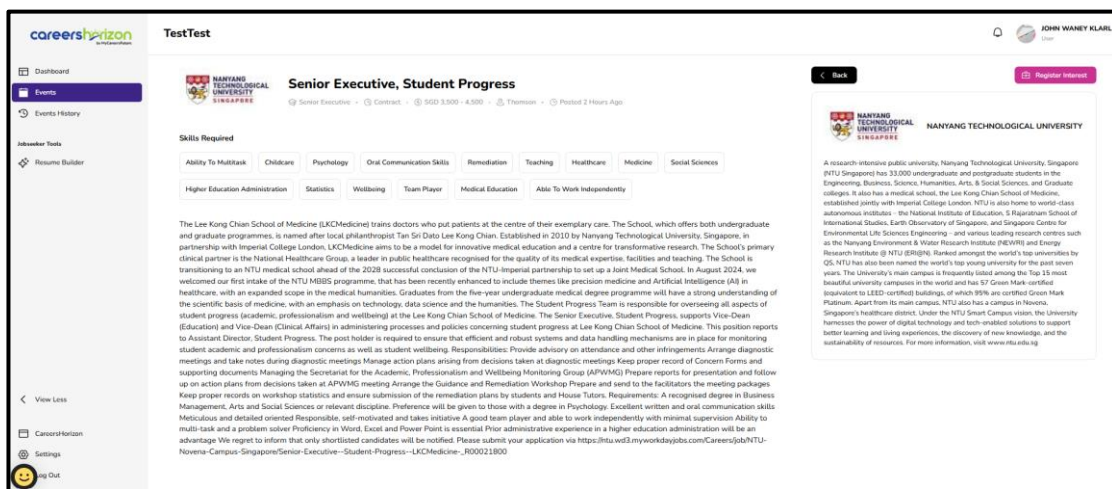 careershorizon
by MyCareersFuture
TestTest
JOHN WANEY KLARL
User
Dashboard
Events
Events History
Jobseeker Tools
Resume Builder
View Less
CareersHorizon
Settings
Log Out
NANYANG
TECHNOLOGICAL
UNIVERSITY
SINGAPORE
Senior Executive, Student Progress
Senior Executive • Contract • SGD 3,500 - 4,500 • Thomson • Posted 2 Hours Ago
Skills Required
Ability To Multitask Childcare Psychology Oral Communication Skills Remediation Teaching Healthcare Medicine Social Sciences
Higher Education Administration Statistics Wellbeing Team Player Medical Education Able To Work Independently
The Lee Kong Chian School of Medicine (LKCMedicine) trains doctors who put patients at the centre of their exemplary care. The School, which offers both undergraduate
and graduate programmes, is named after local philanthropist Tan Sri Dato Lee Kong Chian. Established in 2010 by Nanyang Technological University, Singapore, in
partnership with Imperial College London, LKCMedicine aims to be a model for innovative medical education and a centre for transformative research. The School's primary
clinical partner is the National Healthcare Group, a leader in public healthcare recognised for the quality of its medical expertise, facilities and teaching. The School is
transitioning to an NTU medical school ahead of the 2028 successful conclusion of the NTU-Imperial partnership to set up a Joint Medical School. In August 2024, we
welcomed our first intake of the NTU MBBS programme, that has been recently enhanced to include themes like precision medicine and Artificial Intelligence (AI) in
healthcare, with an expanded scope in the medical humanities. Graduates from the five-year undergraduate medical degree programme will have a strong understanding of
the scientific basis of medicine, with an emphasis on technology, data science and the humanities. The Student Progress Team is responsible for overseeing all aspects of
student progress (academic, professionalism and wellbeing) at the Lee Kong Chian School of Medicine. The Senior Executive, Student Progress, supports Vice-Dean
(Education) and Vice-Dean (Clinical Affairs) in administering processes and policies concerning student progress at Lee Kong Chian School of Medicine. This position reports
to Assistant Director, Student Progress. The post holder is required to ensure that efficient and robust systems and data handling mechanisms are in place for monitoring
student academic and professionalism concerns as well as student wellbeing. Responsibilities: Provide advisory on attendance and other infringements Arrange diagnostic
meetings and take notes during diagnostic meetings Manage action plans arising from decisions taken at diagnostic meetings Keep proper record of Concern Forms and
supporting documents Managing the Secretariat for the Academic, Professionalism and Wellbeing Monitoring Group (APWMG) Prepare reports for presentation and follow
up on action plans from decisions taken at APWMG meeting Arrange the Guidance and Remediation Workshop Prepare and send to the facilitators the meeting packages
Keep proper records on workshop statistics and ensure submission of the remediation plans by students and House Tutors. Requirements: A recognised degree in Business
Management, Arts and Social Sciences or relevant discipline. Preference will be given to those with a degree in Psychology. Excellent written and oral communication skills
Meticulous and detailed oriented Responsible, self-motivated and takes initiative A good team player and able to work independently with minimal supervision Ability to
multi-task and a problem solver Proficiency in Word, Excel and Power Point is essential Prior administrative experience in a higher education administration will be an
advantage We regret to inform that only shortlisted candidates will be notified. Please submit your application via https://ntu.wd3.myworkdayjobs.com/Careers/job/NTU-
Novena-Campus-Singapore/Senior-Executive--Student-Progress--LKCMedicine-_R00021800
Back
Register Interest
NANYANG
TECHNOLOGICAL
UNIVERSITY
SINGAPORE
NANYANG TECHNOLOGICAL UNIVERSITY
A research-intensive public university, Nanyang Technological University, Singapore
(NTU Singapore) has 33,000 undergraduate and postgraduate students in the
Engineering, Business, Science, Humanities, Arts, & Social Sciences, and Graduate
colleges. It also has a medical school, the Lee Kong Chian School of Medicine,
established jointly with Imperial College London. NTU is also home to world-class
autonomous institutes – the National Institute of Education, S Rajaratnam School of
International Studies, Earth Observatory of Singapore, and Singapore Centre for
Environmental Life Sciences Engineering – and various leading research centres such
as the Nanyang Environment & Water Research Institute (NEWRI) and Energy
Research Institute @ NTU (ERI@N). Ranked amongst the world's top universities by
QS, NTU has also been named the world's top young university for the past seven
years. The University's main campus is frequently listed among the Top 15 most
beautiful university campuses in the world and has 57 Green Mark-certified
(equivalent to LEED-certified) buildings, of which 95% are certified Green Mark
Platinum. Apart from its main campus, NTU also has a campus in Novena,
Singapore's healthcare district. Under the NTU Smart Campus vision, the University
harnesses the power of digital technology and tech-enabled solutions to support
better learning and living experiences, the discovery of new knowledge, and the
sustainability of resources. For more information, visit www.ntu.edu.sg